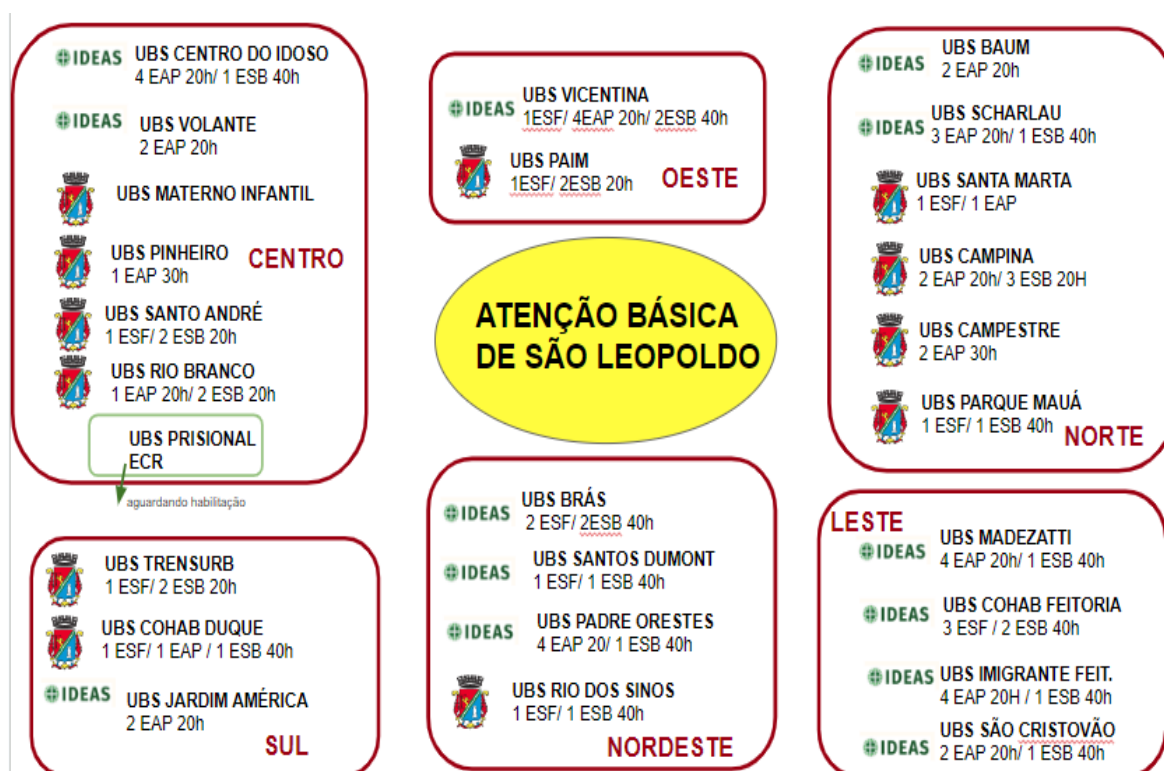 IDEAS UBS CENTRO DO IDOSO
4 EAP 20h/ 1 ESB 40h
IDEAS UBS VOLANTE
2 EAP 20h
UBS MATERNO INFANTIL
UBS PINHEIRO
1 EAP 30h
CENTRO
UBS SANTO ANDRÉ
1 ESF/ 2 ESB 20h
UBS RIO BRANCO
1 EAP 20h/ 2 ESB 20h
UBS PRISIONAL
ECR
aguardando habilitação
IDEAS UBS VICENTINA
1ESF/ 4EAP 20h/ 2ESB 40h
UBS PAIM
1ESF/ 2ESB 20h
OESTE
IDEAS UBS BAUM
2 EAP 20h
IDEAS UBS SCHARLAU
3 EAP 20h/ 1 ESB 40h
UBS SANTA MARTA
1 ESF/ 1 EAP
UBS CAMPINA
2 EAP 20h/ 3 ESB 20H
UBS CAMPESTRE
2 EAP 30h
UBS PARQUE MAUÁ
1 ESF/ 1 ESB 40h
NORTE
ATENÇÃO BÁSICA
DE SÃO LEOPOLDO
UBS TRENSURB
1 ESF/ 2 ESB 20h
UBS COHAB DUQUE
1 ESF/ 1 EAP / 1 ESB 40h
IDEAS UBS JARDIM AMÉRICA
2 EAP 20h
SUL
IDEAS UBS BRÁS
2 ESF/ 2ESB 40h
IDEAS UBS SANTOS DUMONT
1 ESF/ 1 ESB 40h
IDEAS UBS PADRE ORESTES
4 EAP 20/ 1 ESB 40h
UBS RIO DOS SINOS
1 ESF/ 1 ESB 40h
NORDESTE
LESTE
IDEAS UBS MADEZATTI
4 EAP 20h/ 1 ESB 40h
IDEAS UBS COHAB FEITORIA
3 ESF / 2 ESB 40h
IDEAS UBS IMIGRANTE FEIT.
4 EAP 20H / 1 ESB 40h
IDEAS UBS SÃO CRISTOVÃO
2 EAP 20h/ 1 ESB 40h